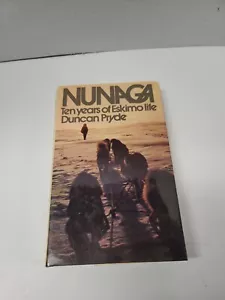 NUNAGA
Ten years of Eskimo life
Duncan Pryde